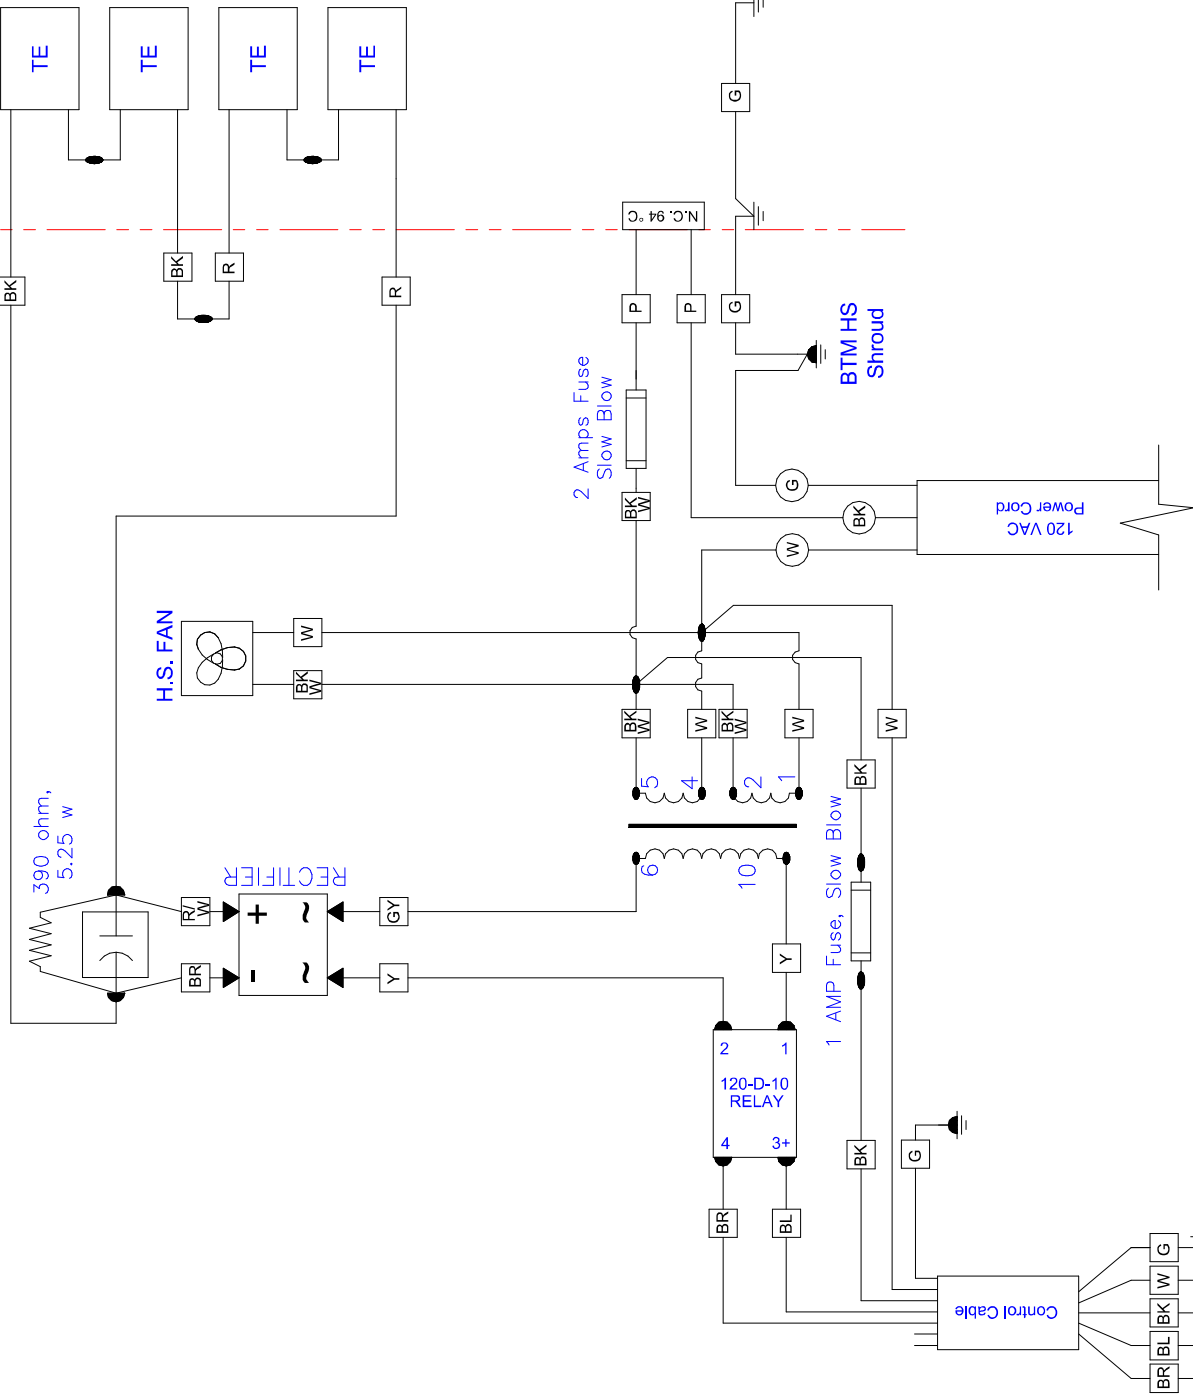 TE
TE
TE
TE
G
N.C. 94 °C
BK
BK
R
R
P
P
G
BTM HS
Shroud
2 Amps Fuse
Slow Blow
BK
W
G
BK
W
120 VAC
Power Cord
H.S. FAN
W
BK
W
BK
W
W
BK
W
W
W
5
4
2
1
BK
390 ohm,
5.25 w
RECTIFIER
6
10
1 AMP Fuse, Slow Blow
R/
W
+
~
GY
BR
-
~
Y
Y
2
1
120-D-10
RELAY
4
3+
BK
G
BR
BL
Control Cable
G
W
BK
BL
BR